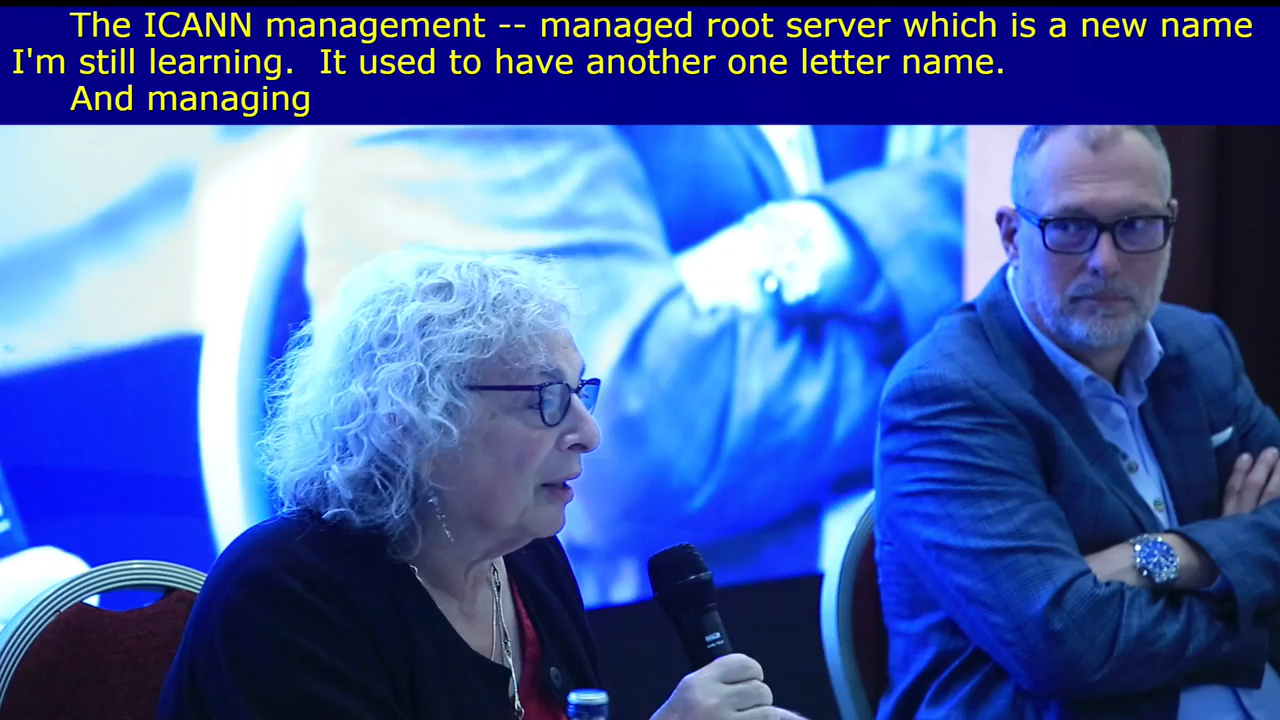 The ICANN management -- managed root server which is a new name
I'm still learning.  It used to have another one letter name.
And managing